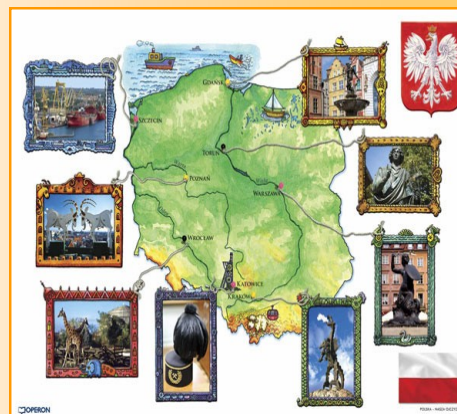 GDAŃSK
SZCZECIN
TORUŃ
POZNAŃ
WARSZAWA
WROCŁAW
KATOWICE
KRAKÓW
OPERON